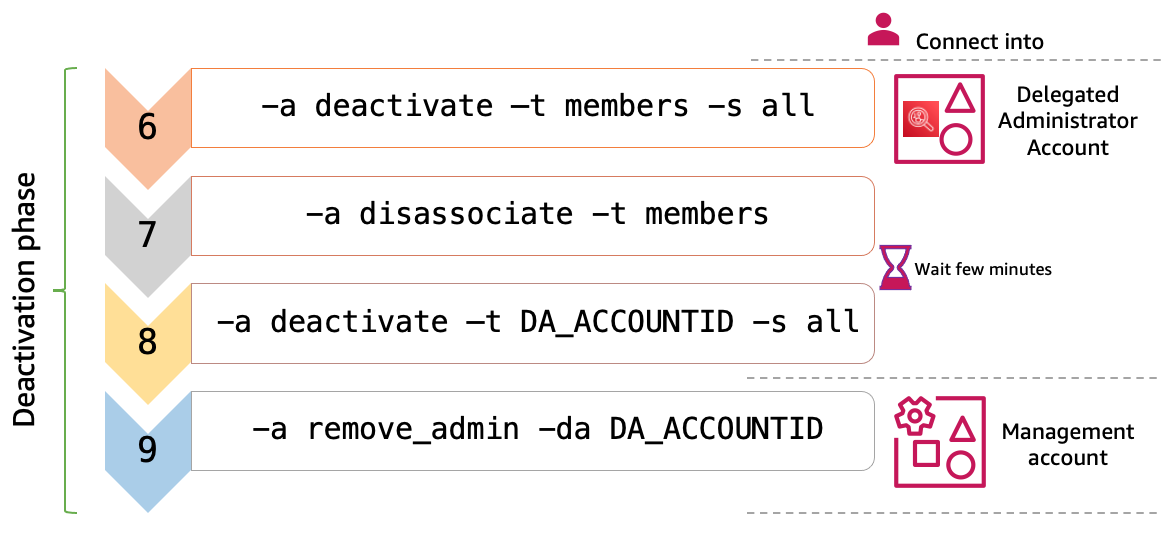 Connect into
6
–a deactivate –t members –s all
Delegated
Administrator
Account
7
–a disassociate –t members
Wait few minutes
8
–a deactivate –t DA_ACCOUNTID –s all
9
–a remove_admin –da DA_ACCOUNTID
Management
account
Deactivation phase